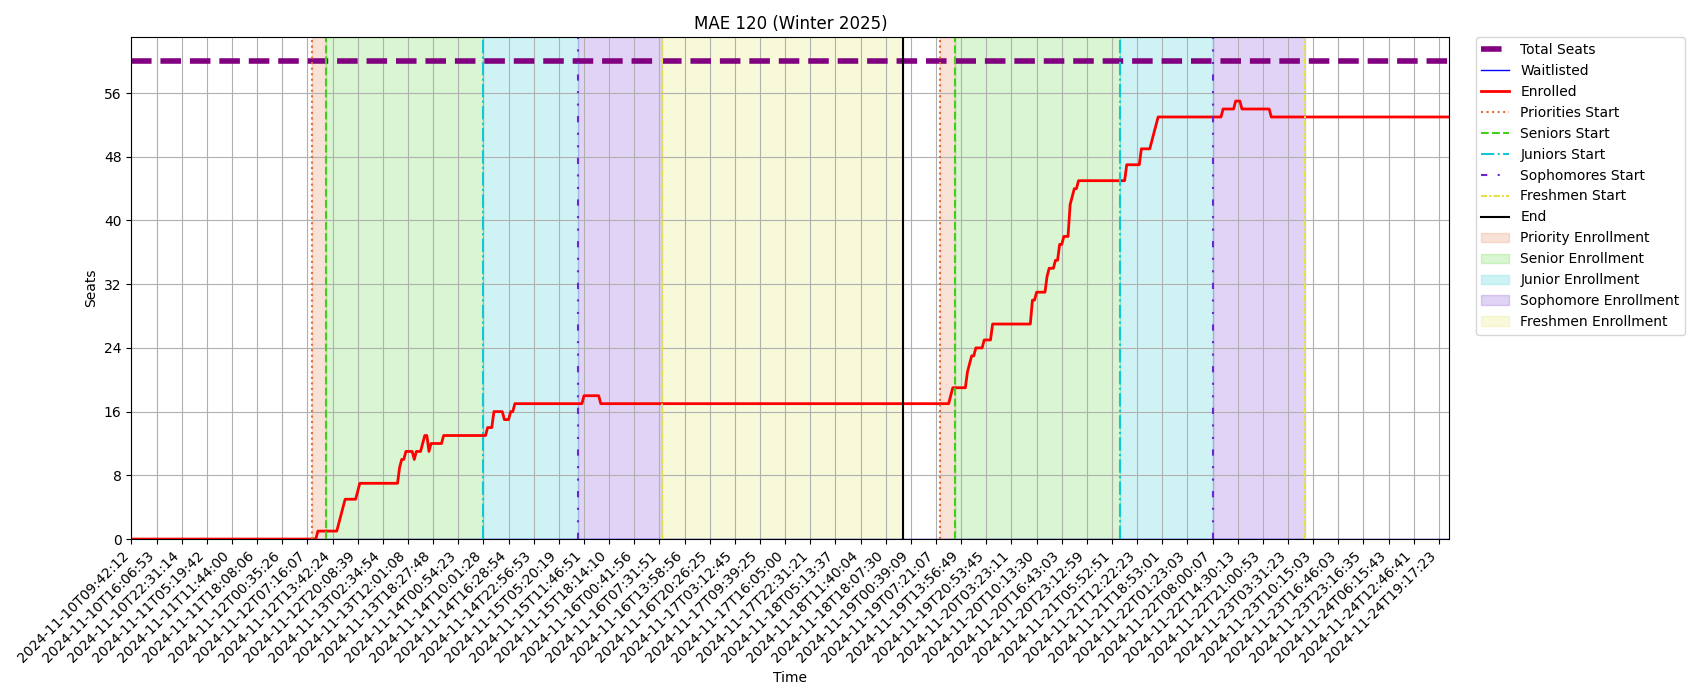 MAE 120 (Winter 2025)
Total Seats
Waitlisted
Enrolled
Priorities Start
Seniors Start
Juniors Start
Sophomores Start
Freshmen Start
End
Priority Enrollment
Senior Enrollment
Junior Enrollment
Sophomore Enrollment
Freshmen Enrollment
Seats
56
48
40
32
24
16
8
0
2024-11-10T09:42:12
2024-11-10T16:06:53
2024-11-10T22:31:14
2024-11-11T05:19:42
2024-11-11T11:44:00
2024-11-11T18:08:06
2024-11-12T00:35:26
2024-11-12T07:16:07
2024-11-12T13:42:24
2024-11-12T20:08:39
2024-11-13T02:34:54
2024-11-13T12:01:08
2024-11-13T18:27:48
2024-11-14T00:54:23
2024-11-14T10:01:28
2024-11-14T16:28:54
2024-11-14T22:56:53
2024-11-15T05:20:19
2024-11-15T11:46:51
2024-11-15T18:14:10
2024-11-16T00:41:56
2024-11-16T07:31:51
2024-11-16T13:58:56
2024-11-16T20:26:25
2024-11-17T03:12:45
2024-11-17T09:39:25
2024-11-17T16:05:00
2024-11-17T22:31:21
2024-11-18T05:13:37
2024-11-18T11:40:04
2024-11-18T18:07:30
2024-11-19T00:39:09
2024-11-19T07:21:07
2024-11-19T13:56:49
2024-11-19T20:53:45
2024-11-20T03:23:11
2024-11-20T10:13:30
2024-11-20T16:43:03
2024-11-20T23:12:59
2024-11-21T05:52:51
2024-11-21T12:22:23
2024-11-21T18:53:01
2024-11-22T01:23:03
2024-11-22T08:00:07
2024-11-22T14:30:13
2024-11-22T21:00:53
2024-11-23T03:31:23
2024-11-23T10:15:03
2024-11-23T16:46:03
2024-11-23T23:16:35
2024-11-24T06:15:43
2024-11-24T12:46:41
2024-11-24T19:17:23
Time